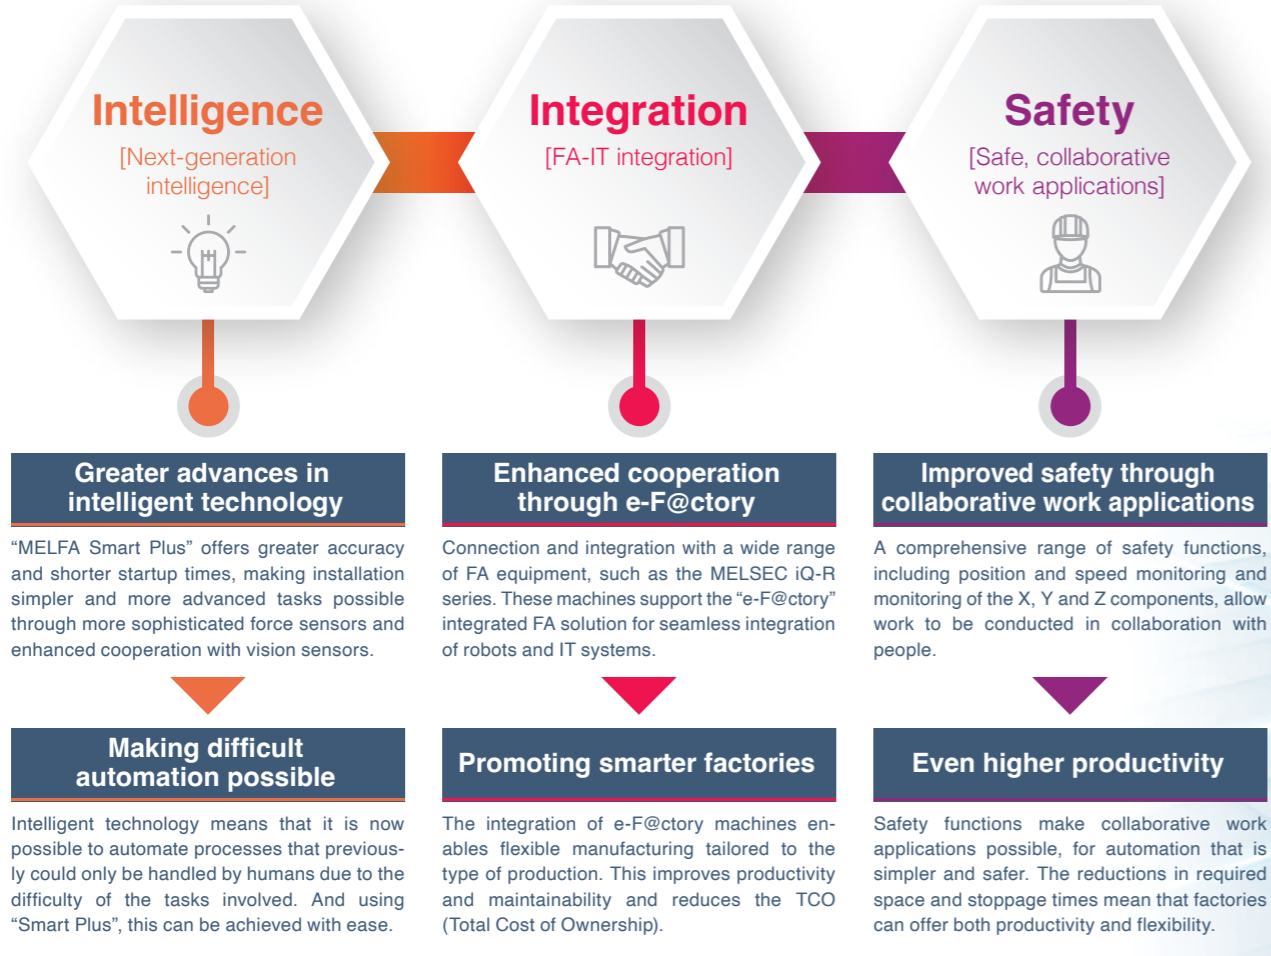 Intelligence
[Next-generation
intelligence]
Integration
[FA-IT integration]
Safety
[Safe, collaborative
work applications]
Greater advances in
intelligent technology
“MELFA Smart Plus” offers greater accuracy
and shorter startup times, making installation
simpler and more advanced tasks possible
through more sophisticated force sensors and
enhanced cooperation with vision sensors.
Making difficult
automation possible
Intelligent technology means that it is now
possible to automate processes that previous-
ly could only be handled by humans due to the
difficulty of the tasks involved. And using
“Smart Plus”, this can be achieved with ease.
Enhanced cooperation
through e-F@ctory
Connection and integration with a wide range
of FA equipment, such as the MELSEC iQ-R
series. These machines support the “e-F@ctory”
integrated FA solution for seamless integration
of robots and IT systems.
Promoting smarter factories
The integration of e-F@ctory machines en-
ables flexible manufacturing tailored to the
type of production. This improves productivity
and maintainability and reduces the TCO
(Total Cost of Ownership).
Improved safety through
collaborative work applications
A comprehensive range of safety functions,
including position and speed monitoring and
monitoring of the X, Y and Z components, allow
work to be conducted in collaboration with
people.
Even higher productivity
Safety functions make collaborative work
applications possible, for automation that is
simpler and safer. The reductions in required
space and stoppage times mean that factories
can offer both productivity and flexibility.